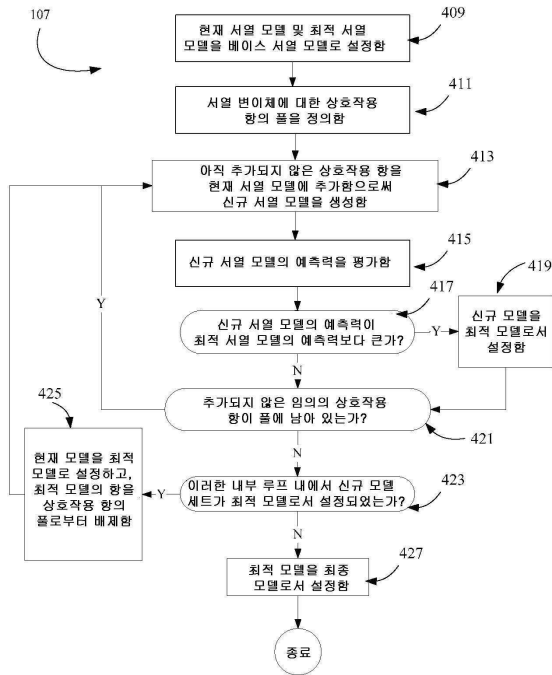 107
현재 서열 모델 및 최적 서열
모델을 베이스 서열 모델로 설정함
409
서열 변이체에 대한 상호작용
항의 풀을 정의함
411
아직 추가되지 않은 상호작용 항을
현재 서열 모델에 추가함으로써
신규 서열 모델을 생성함
413
신규 서열 모델의 예측력을 평가함
415
417
신규 서열 모델의 예측력이
최적 서열 모델의 예측력보다 큰가?
Y
419
신규 모델을
최적 모델로서
설정함
N
Y
추가되지 않은 임의의 상호작용
항이 풀에 남아 있는가?
421
N
425
현재 모델을 최적
모델로 설정하고,
최적 모델의 항을
상호작용 항의
풀로부터 배제함
Y
이러한 내부 루프 내에서 신규 모델
세트가 최적 모델로서 설정되었는가?
423
N
최적 모델을 최종
모델로서 설정함
427
종료